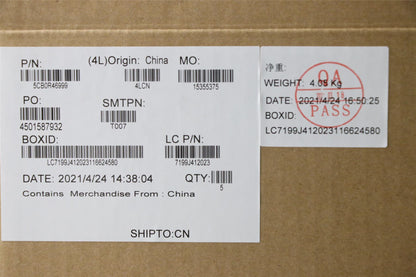 P/N: (4L)Origin: China MO:
5CB0R46999 4LCN 15355375
PO: SMTPN:
4501587932 T007
BOXID: LC P/N:
LC7199J412023116624580 7199J412023
DATE: 2021/4/24 14:38:04 QTY:
5
Contains Merchandise From : China
SHIPTO:CN
净重:
WEIGHT: 4.05 Kg
DATE: 2021/4/24 16:50:25
BOXID:
LC7199J412023116624580
QA
PASS